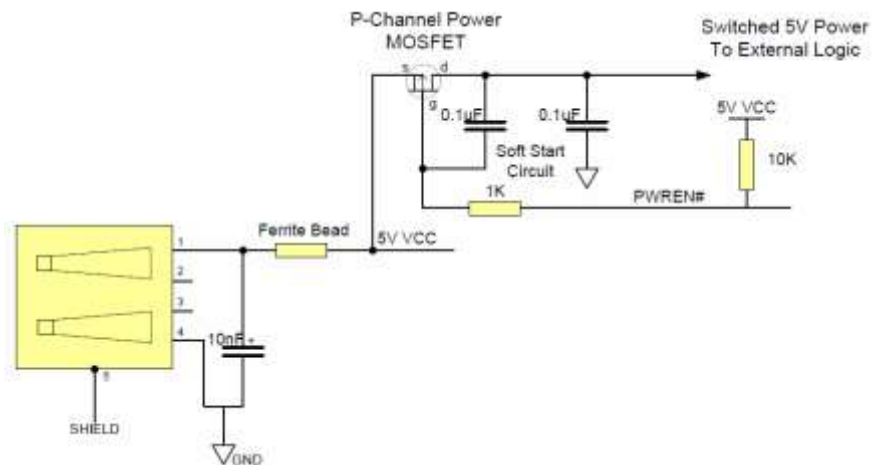 P-Channel Power
MOSFET
Switched 5V Power
To External Logic
s
d
g
0.1uF
0.1uF
5V VCC
Soft Start
Circuit
10K
1K
PWREN#
Ferrite Bead
5V VCC
1
2
3
4
10nF +
5
SHIELD
GND